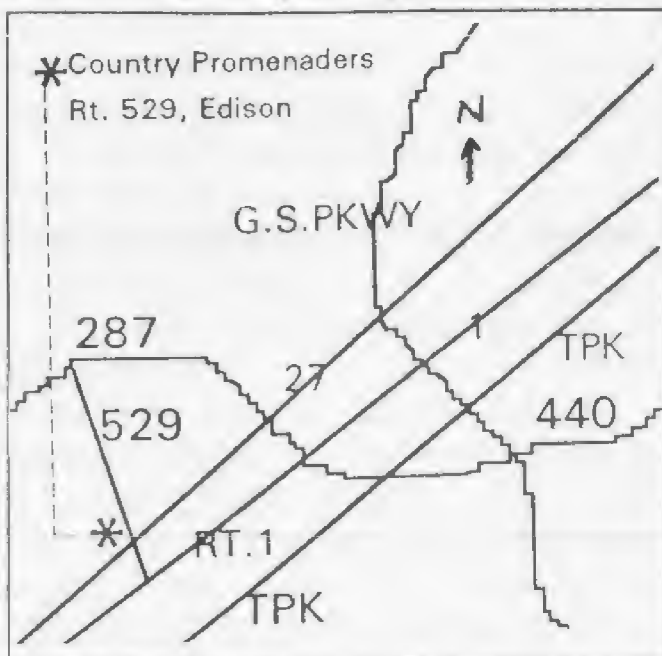 Country Promenaders
Rt. 529, Edison
N
G.S.PKWY
1
287
TPK
27
440
529
RT.1
TPK